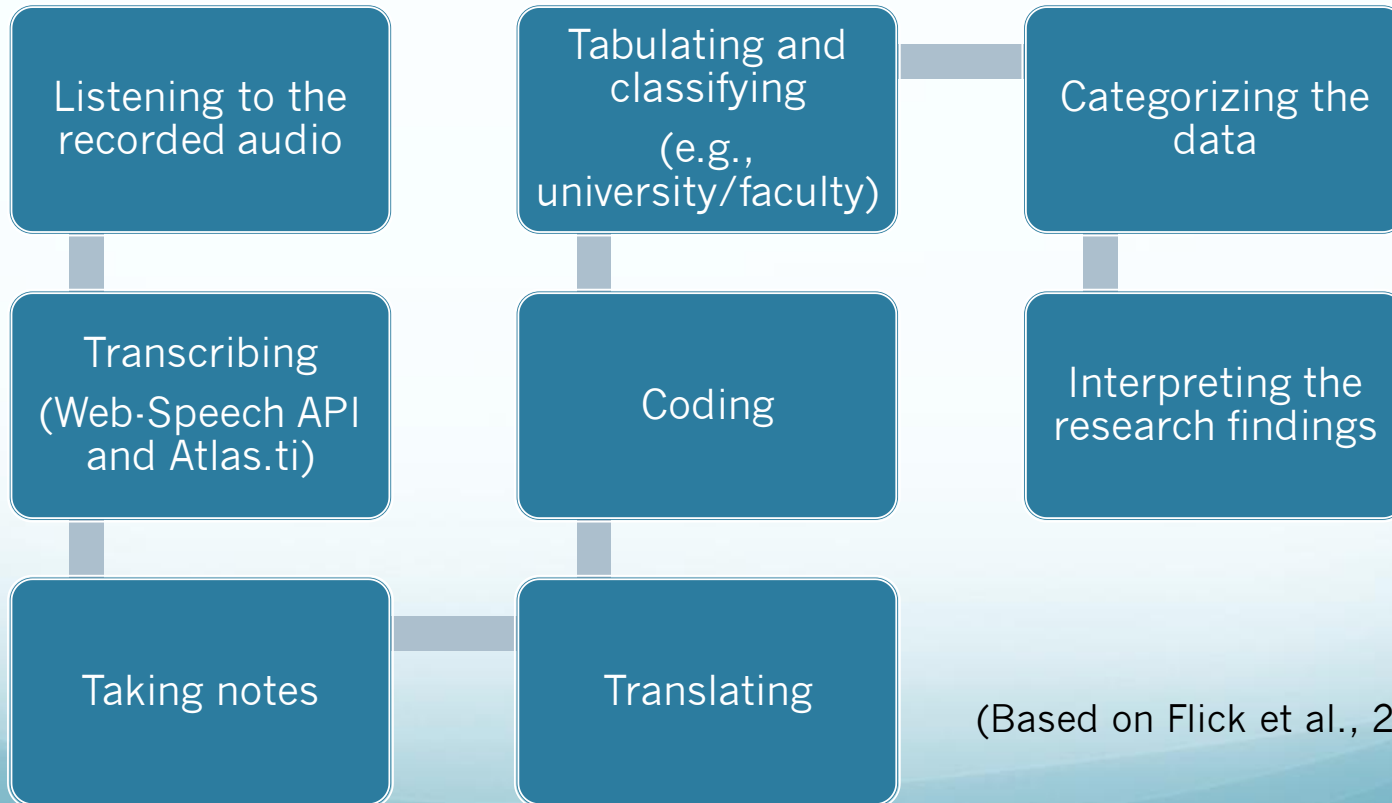 Listening to the
recorded audio
Transcribing
(Web-Speech API
and Atlas.ti)
Taking notes
Translating
Coding
Tabulating and
classifying
(e.g.,
university/faculty)
Categorizing the
data
Interpreting the
research findings
(Based on Flick et al., 2